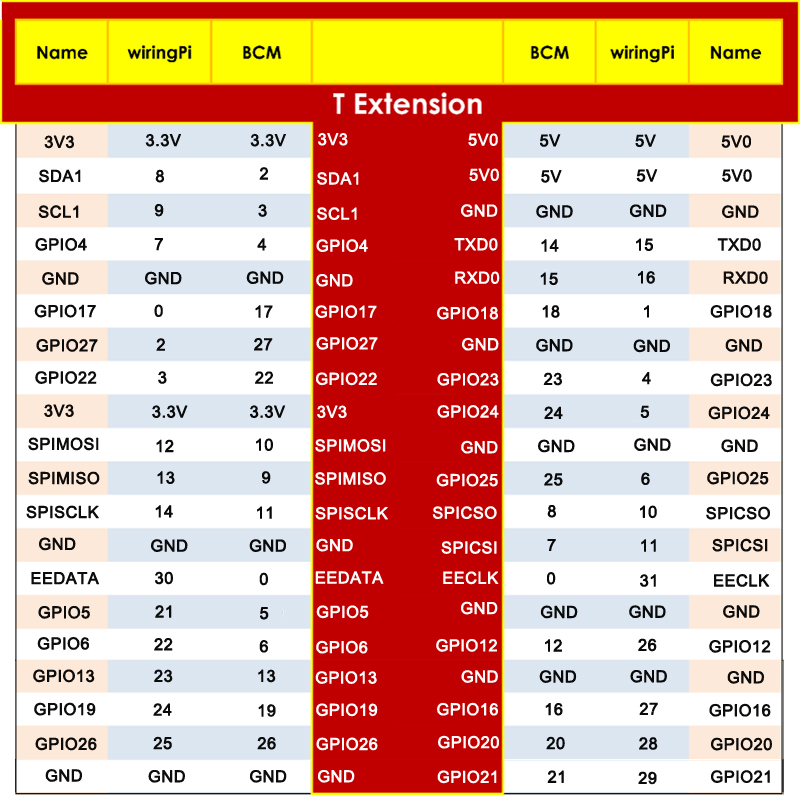 Name wiringPi BCM BCM wiringPi Name
T Extension
3V3 3.3V 3.3V 3V3 5V0 5V 5V 5V0
SDA1 8 2 SDA1 5V0 5V 5V 5V0
SCL1 9 3 SCL1 GND GND GND GND
GPIO4 7 4 GPIO4 TXD0 14 15 TXD0
GND GND GND GND RXD0 15 16 RXD0
GPIO17 0 17 GPIO17 GPIO18 18 1 GPIO18
GPIO27 2 27 GPIO27 GND GND GND GND
GPIO22 3 22 GPIO22 GPIO23 23 4 GPIO23
3V3 3.3V 3.3V 3V3 GPIO24 24 5 GPIO24
SPIMOSI 12 10 SPIMOSI GND GND GND GND
SPIMISO 13 9 SPIMISO GPIO25 25 6 GPIO25
SPISCLK 14 11 SPISCLK SPICSO 8 10 SPICSO
GND GND GND GND SPICSI 7 11 SPICSI
EEDATA 30 0 EEDATA EECLK 0 31 EECLK
GPIO5 21 5 GPIO5 GND GND GND GND
GPIO6 22 6 GPIO6 GPIO12 12 26 GPIO12
GPIO13 23 13 GPIO13 GND GND GND GND
GPIO19 24 19 GPIO19 GPIO16 16 27 GPIO16
GPIO26 25 26 GPIO26 GPIO20 20 28 GPIO20
GND GND GND GND GPIO21 21 29 GPIO21